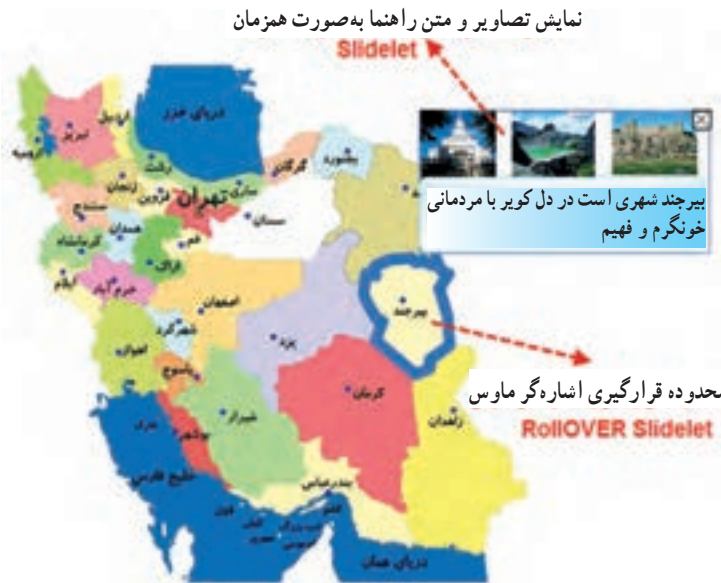 نمایش تصاویر و متن راهنما به‌صورت همزمان
Slidelet
بیرجند شهری است در دل کویر با مردمانی
خونگرم و فهیم
محدوده قرارگیری اشاره‌گر ماوس
RollOVER Slidelet
دریای خزر
اردبیل
تبریز
ارومیه
رشت
زنجان
قزوین
تهران
ساری
گرگان
بجنورد
سمنان
سنندج
همدان
کرمانشاه
قم
اراک
ایلام
خرم آباد
اصفهان
شهرکرد
یزد
بیرجند
اهواز
یاسوج
کرمان
شیراز
زاهدان
بوشهر
خلیج فارس
بندرعباس
دریای عمان